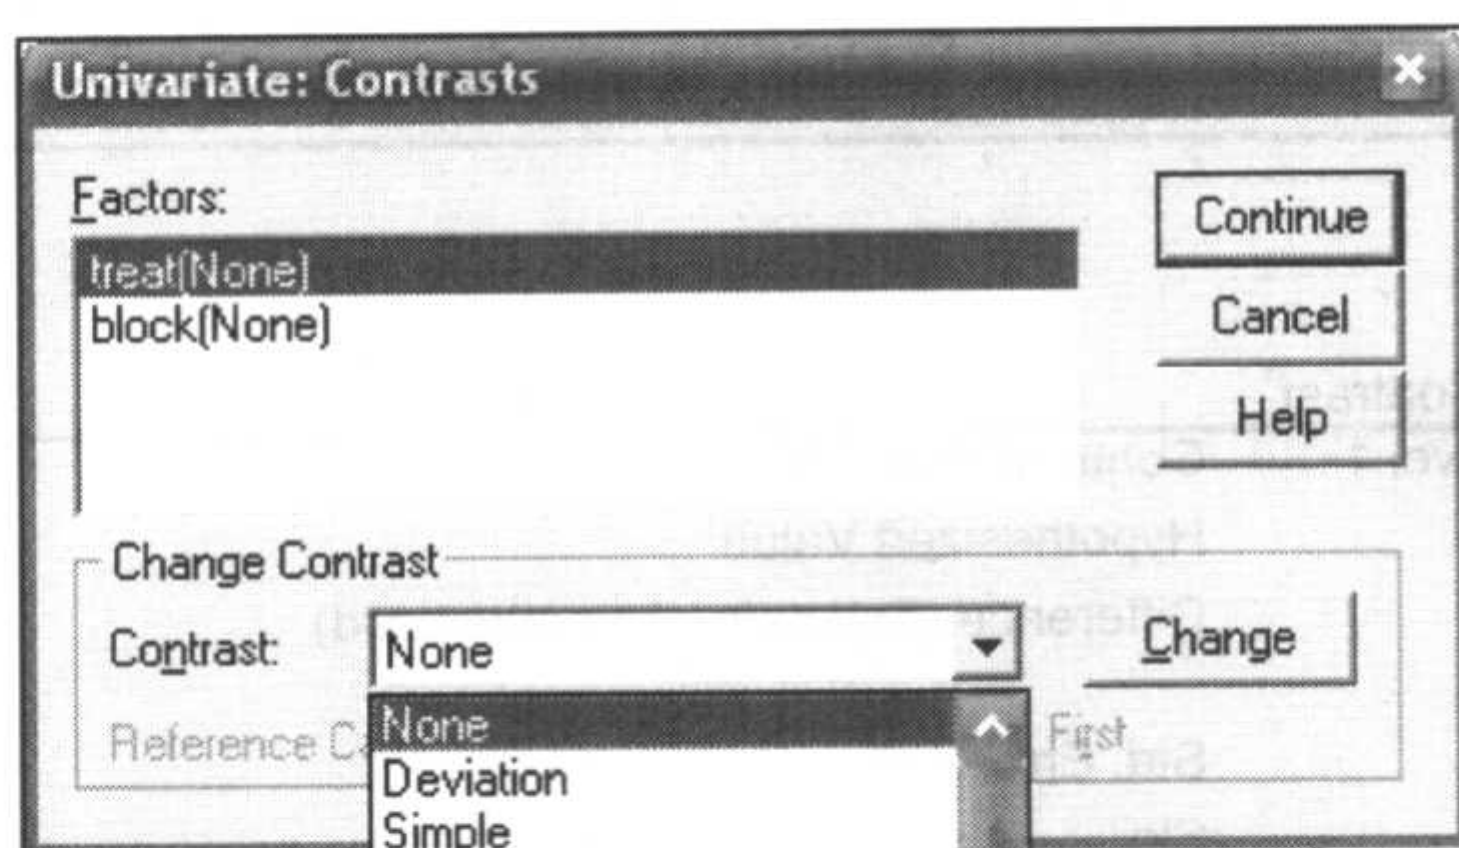 Univariate: Contrasts
Factors:
treat(None)
block(None)
Continue
Cancel
Help
Change Contrast
Contrast: None
Change
None
Reference First
Deviation
Simple